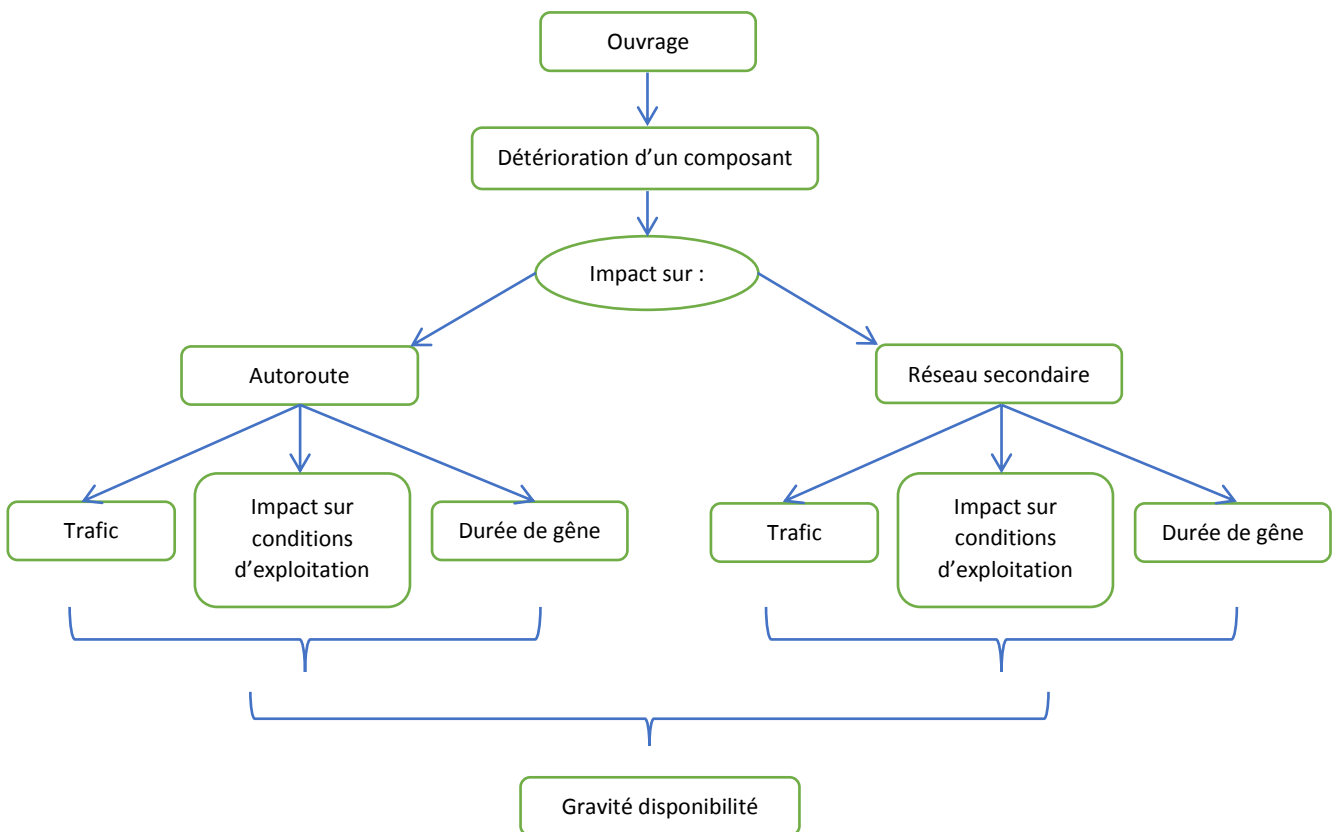 Ouvrage
Détérioration d’un composant
Impact sur :
Autoroute
Réseau secondaire
Trafic
Impact sur
conditions
d’exploitation
Durée de gêne
Trafic
Impact sur
conditions
d’exploitation
Durée de gêne
Gravité disponibilité